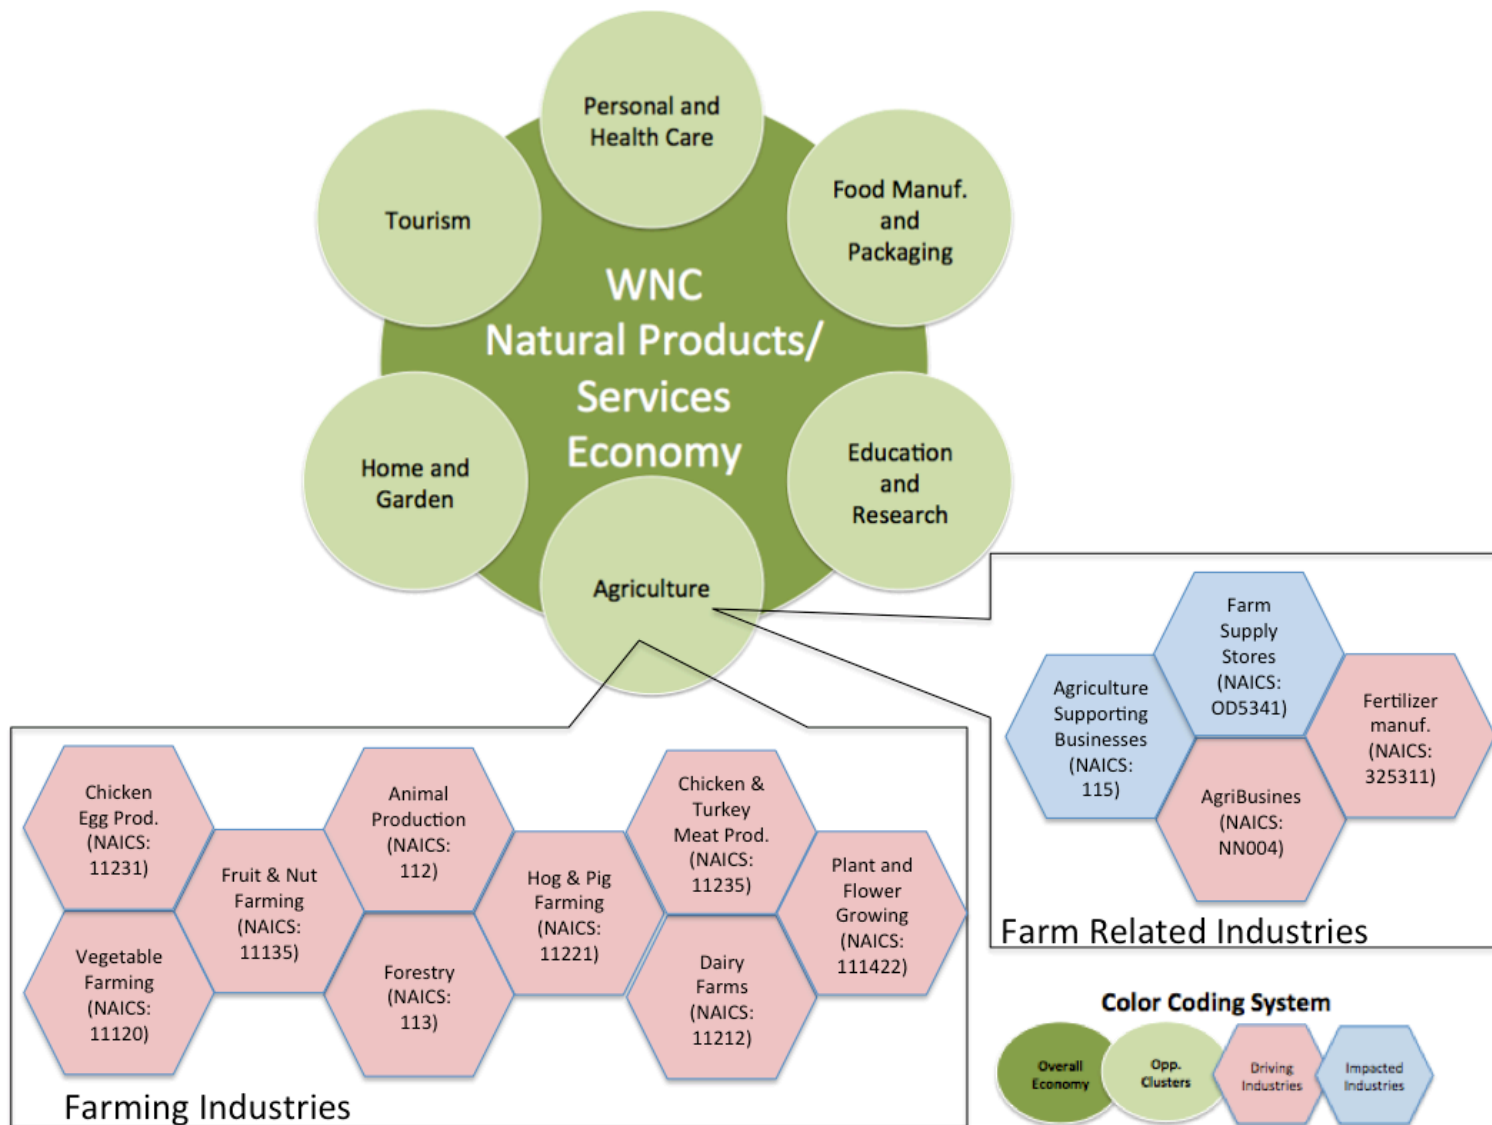 Personal and
Health Care
Tourism
Food Manuf.
and
Packaging
WNC
Natural Products/
Services
Economy
Home and
Garden
Education
and
Research
Agriculture
Farm
Supply
Stores
(NAICS:
OD5341)
Agriculture
Supporting
Businesses
(NAICS:
115)
Fertilizer
manuf.
(NAICS:
325311)
AgriBusines
(NAICS:
NN004)
Farm Related Industries
Chicken
Egg Prod.
(NAICS:
11231)
Fruit & Nut
Farming
(NAICS:
11135)
Animal
Production
(NAICS:
112)
Hog & Pig
Farming
(NAICS:
11221)
Chicken &
Turkey
Meat Prod.
(NAICS:
11235)
Plant and
Flower
Growing
(NAICS:
111422)
Vegetable
Farming
(NAICS:
11120)
Forestry
(NAICS:
113)
Dairy
Farms
(NAICS:
11212)
Farming Industries
Color Coding System
Overall
Economy
Opp.
Clusters
Driving
Industries
Impacted
Industries